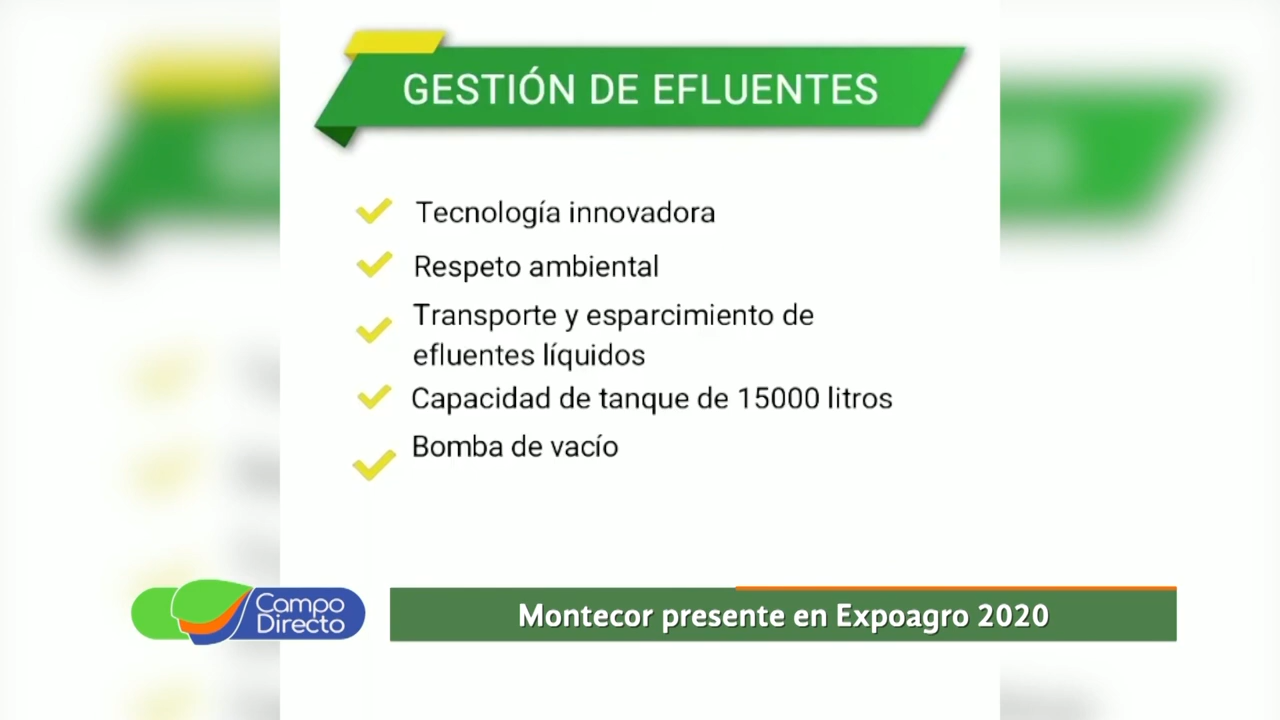 GESTIÓN DE EFLUENTES
Tecnología innovadora
Respeto ambiental
Transporte y esparcimiento de
efluentes líquidos
Capacidad de tanque de 15000 litros
Bomba de vacío
Campo
Directo
Montecor presente en Expoagro 2020